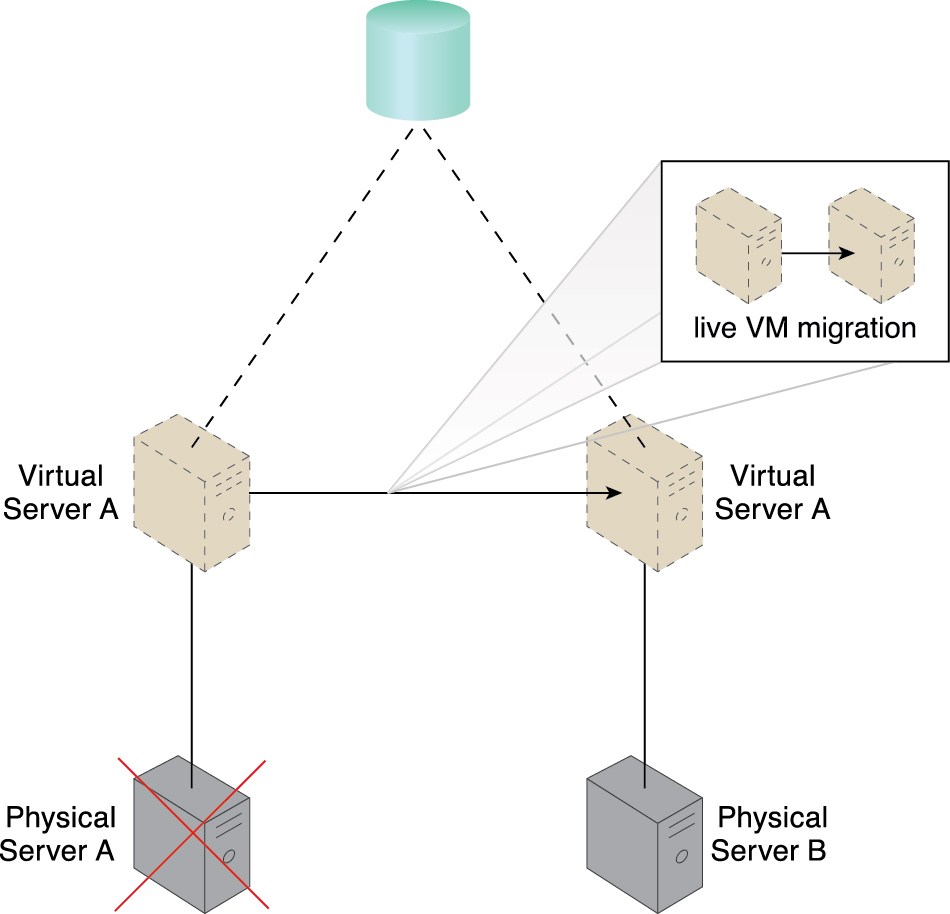 live VM migration
Virtual
Server A
Virtual
Server A
Physical
Server A
Physical
Server B